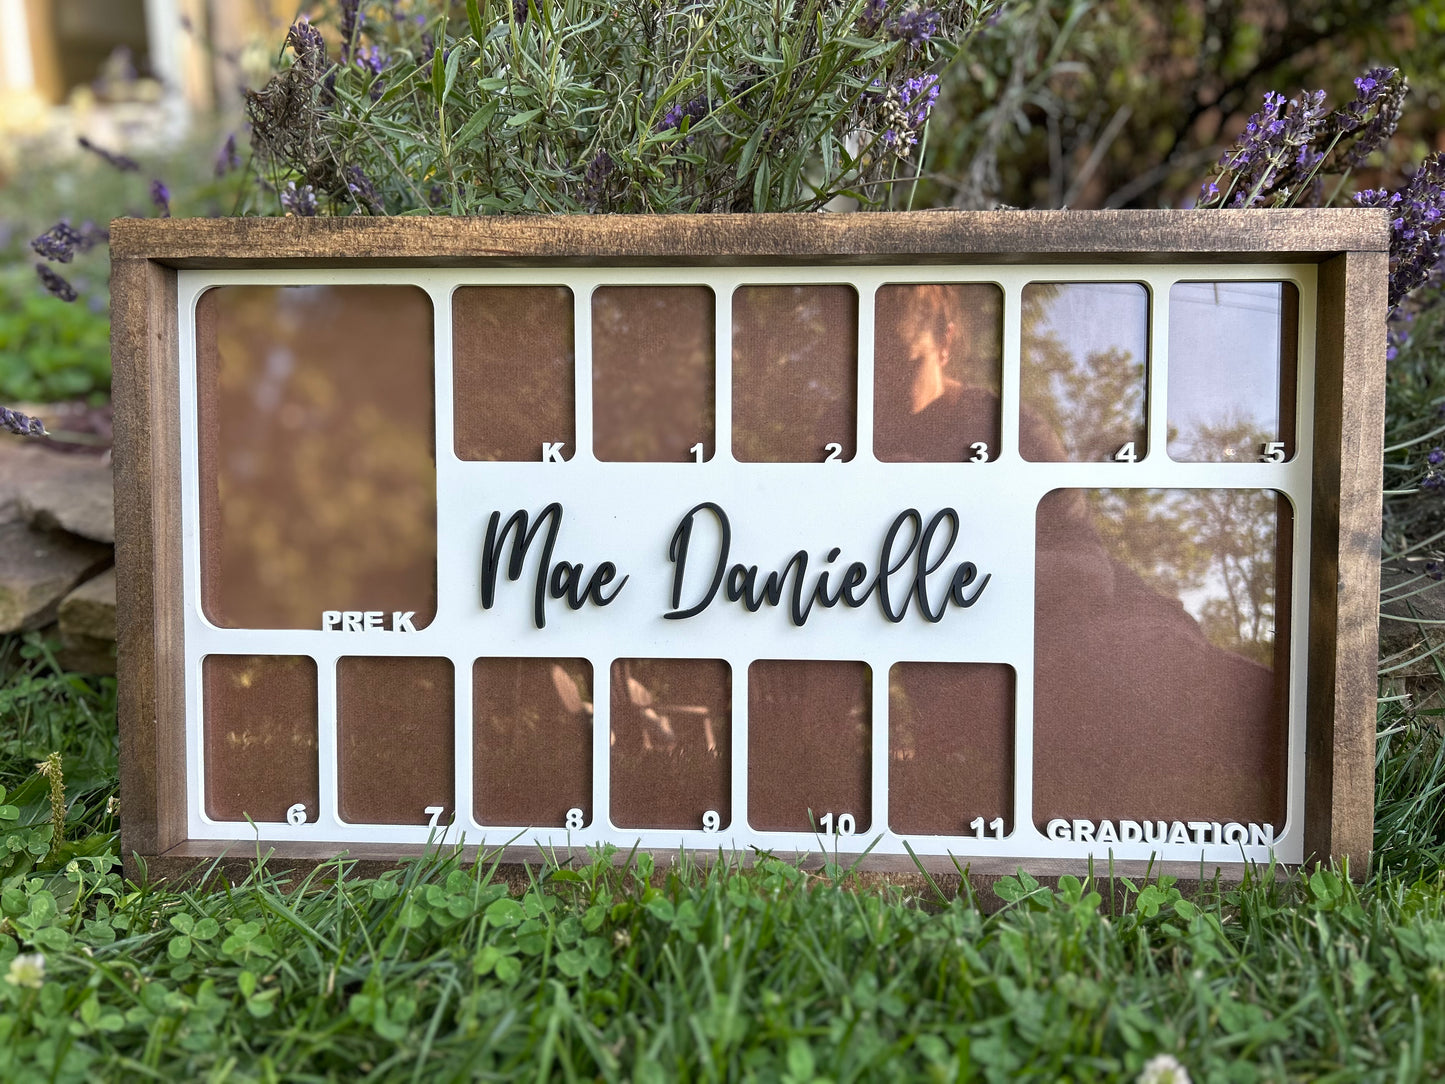 K 1 2 3 4 5
Mae Danielle
PRE K
6 7 8 9 10 11 GRADUATION